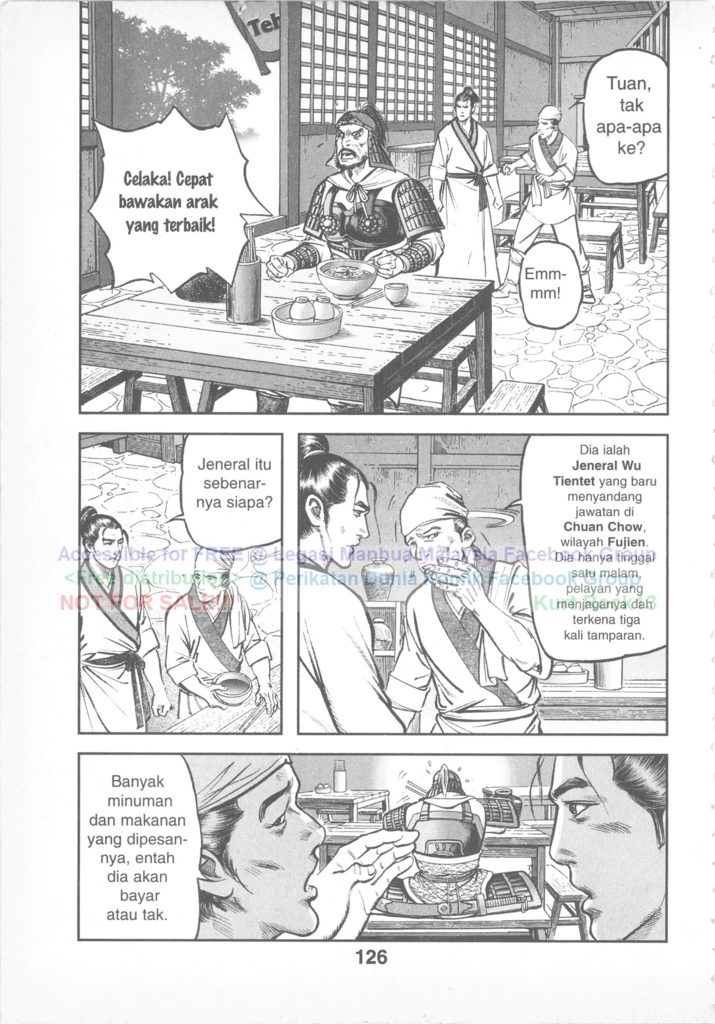 Teh
Celaka! Cepat
bawakan arak
yang terbaik!
Tuan,
tak
apa-apa
ke?
Emm-
mm!
Jeneral itu
sebenar-
nya siapa?
Dia ialah
Jeneral Wu
Tientet yang baru
menyandang
jawatan di
Chuan Chow,
wilayah Fujien.
Dia hanya tinggal
satu malam,
pelayan yang
menjaganya dah
terkena tiga
kali tamparan.
Accessible for FREE @ Legasi Manhua Malaysia Facebook Group
<Free distribution> @ Perikatan Dunia Komik Facebook Group
NOT FOR SALE!!!
Banyak
minuman
dan makanan
yang dipesan-
nya, entah
dia akan
bayar
atau tak.
126